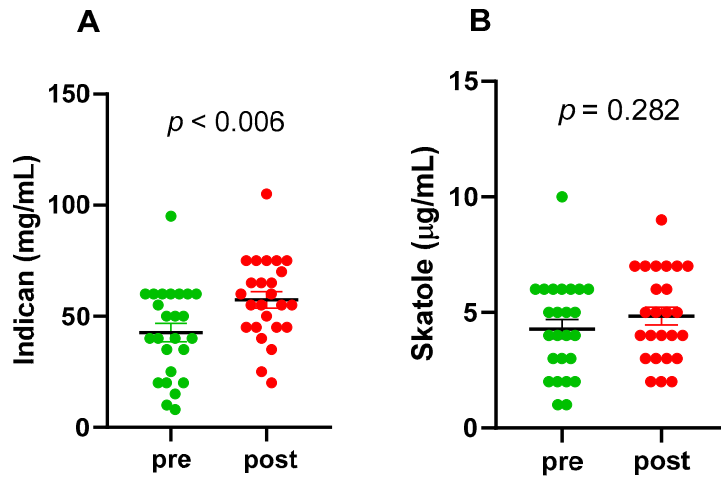 A
Indican (mg/mL)
150
100
50
0
p < 0.006
pre
post
B
Skatole (μg/mL)
15
10
5
0
p = 0.282
pre
post